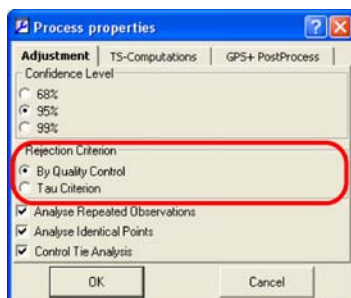 Process properties
Adjustment TS-Computations GPS+ PostProcess
Confidence Level
68%
95%
99%
Rejection Criterion
By Quality Control
Tau Criterion
Analyse Repeated Observations
Analyse Identical Points
Control Tie Analysis
OK Cancel